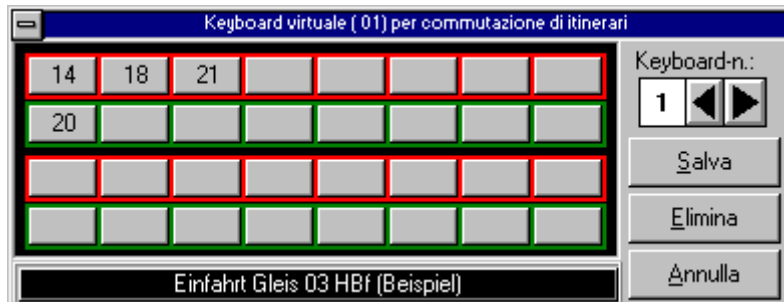 Keyboard virtuale ( 01) per commutazione di itinerari
14 18 21
20
Keyboard-n.:
1
Salva
Elimina
Annulla
Einfahrt Gleis 03 HBf (Beispiel)